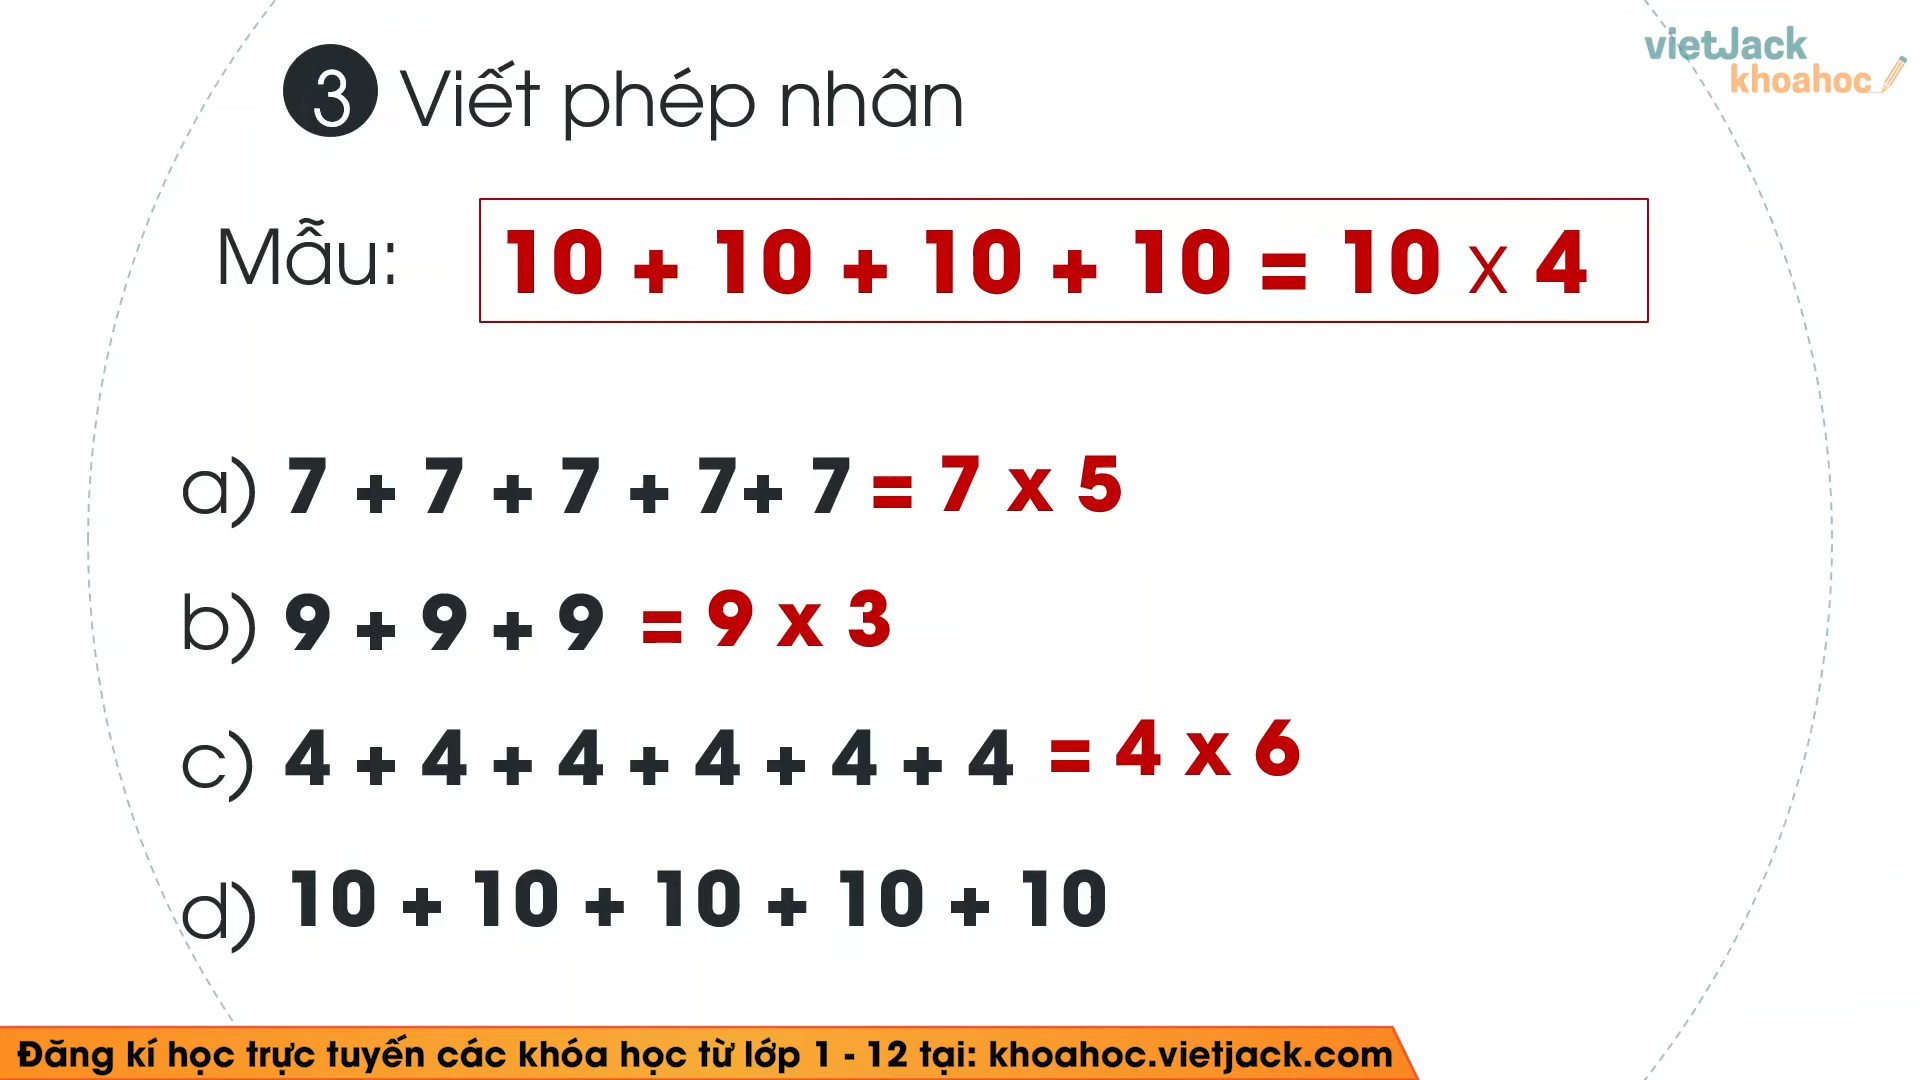 vietJack
khoahoc
3 Viết phép nhân
Mẫu: 10 + 10 + 10 + 10 = 10 x 4
a) 7 + 7 + 7 + 7+ 7 = 7 x 5
b) 9 + 9 + 9 = 9 x 3
c) 4 + 4 + 4 + 4 + 4 + 4 = 4 x 6
d) 10 + 10 + 10 + 10 + 10
Đăng kí học trực tuyến các khóa học từ lớp 1 - 12 tại: khoahoc.vietjack.com